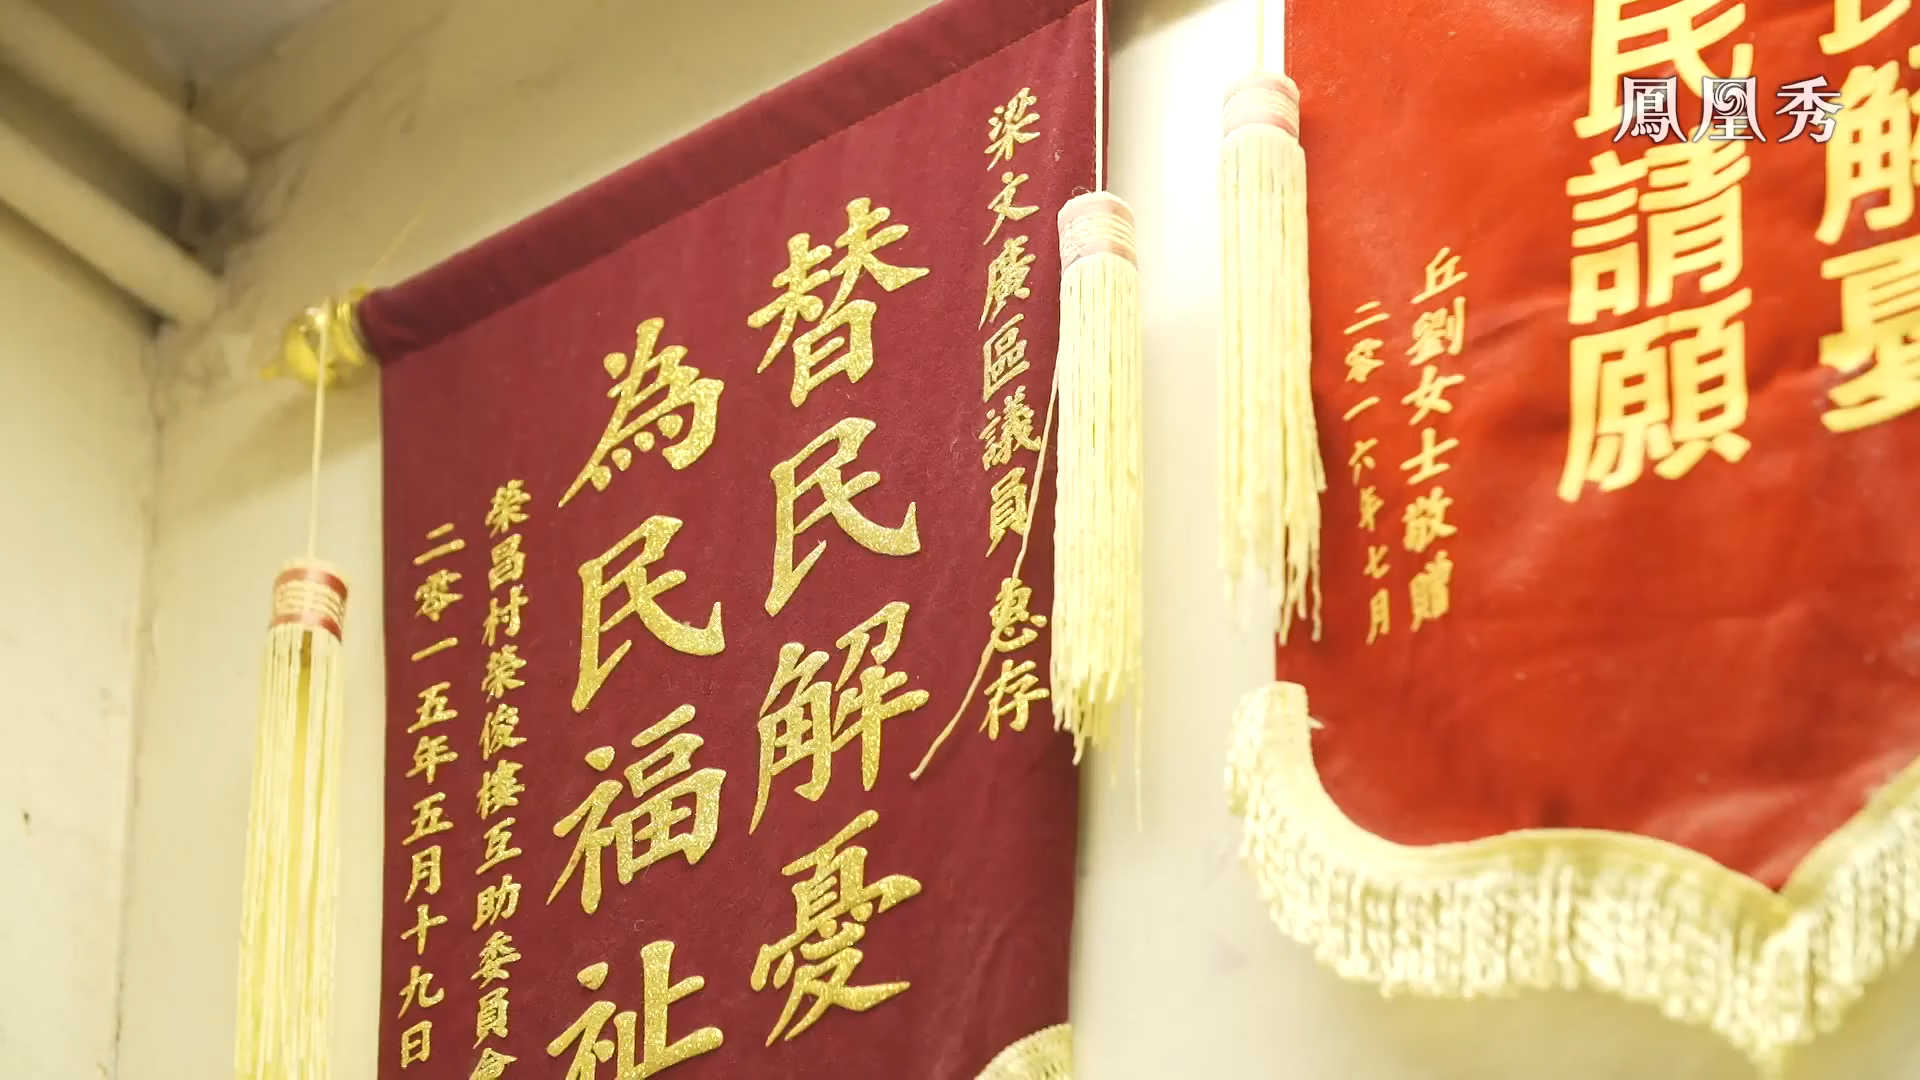 鳳凰秀
梁文廣區議員 惠存
替民解憂
為民福祉
榮昌村榮俊樓互助委員會
二零一五年五月十九日
民解憂
民請願
丘劉女士敬贈
二零一六年七月